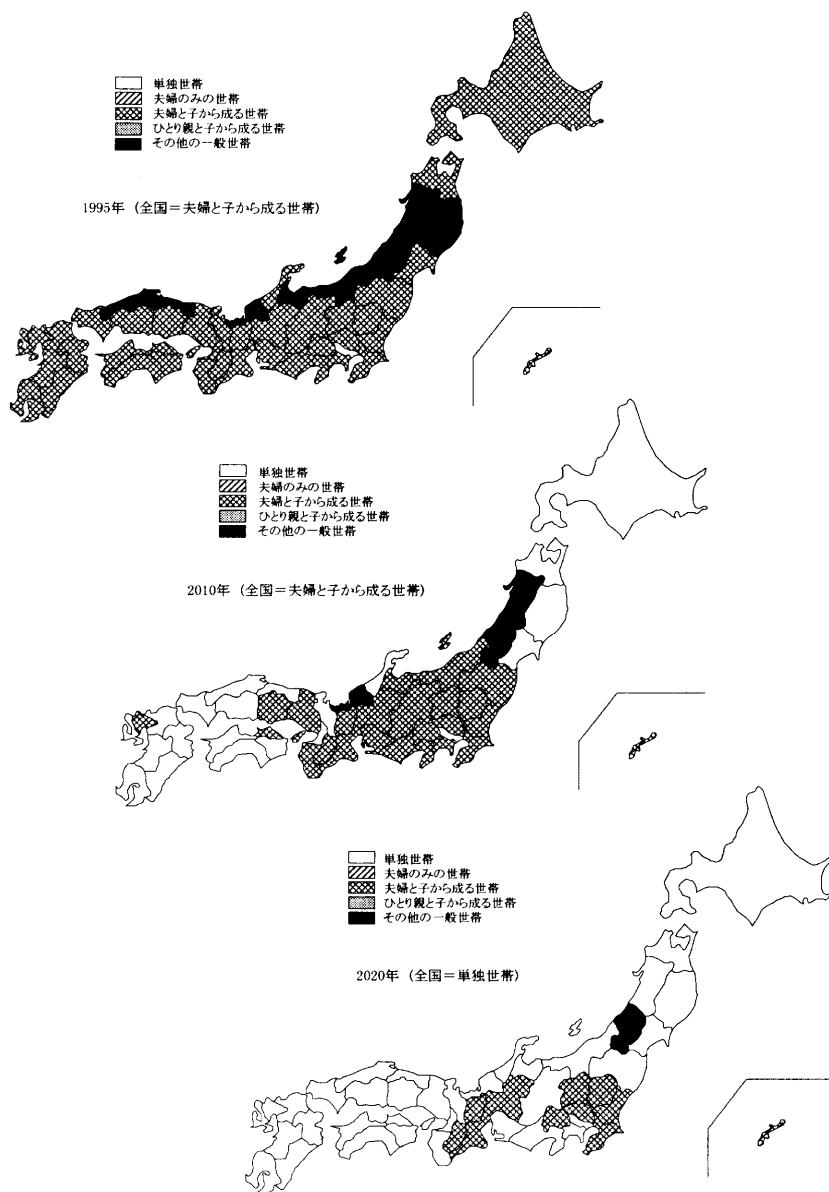 単独世帯
夫婦のみの世帯
夫婦と子から成る世帯
ひとり親と子から成る世帯
その他の一般世帯
1995年 (全国=夫婦と子から成る世帯)
単独世帯
夫婦のみの世帯
夫婦と子から成る世帯
ひとり親と子から成る世帯
その他の一般世帯
2010年 (全国=夫婦と子から成る世帯)
単独世帯
夫婦のみの世帯
夫婦と子から成る世帯
ひとり親と子から成る世帯
その他の一般世帯
2020年 (全国=単独世帯)